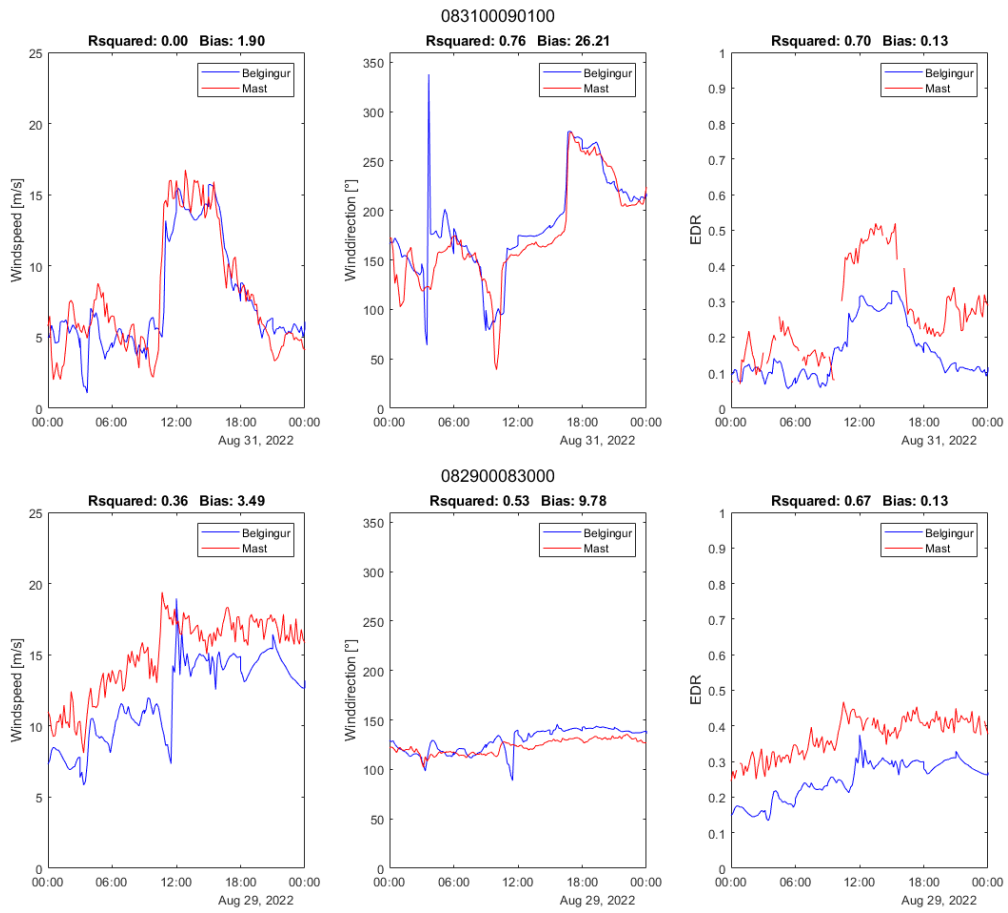 083100090100
Rsquared: 0.00 Bias: 1.90
25
20
15
10
5
0
Windspeed [m/s]
Belgingur
Mast
00:00 06:00 12:00 18:00 00:00
Aug 31, 2022
Rsquared: 0.76 Bias: 26.21
350
300
250
200
150
100
50
0
Winddirection [°]
Belgingur
Mast
00:00 06:00 12:00 18:00 00:00
Aug 31, 2022
Rsquared: 0.70 Bias: 0.13
1
0.9
0.8
0.7
0.6
0.5
0.4
0.3
0.2
0.1
0
EDR
Belgingur
Mast
00:00 06:00 12:00 18:00 00:00
Aug 31, 2022
082900083000
Rsquared: 0.36 Bias: 3.49
25
20
15
10
5
0
Windspeed [m/s]
Belgingur
Mast
00:00 06:00 12:00 18:00 00:00
Aug 29, 2022
Rsquared: 0.53 Bias: 9.78
350
300
250
200
150
100
50
0
Winddirection [°]
Belgingur
Mast
00:00 06:00 12:00 18:00 00:00
Aug 29, 2022
Rsquared: 0.67 Bias: 0.13
1
0.9
0.8
0.7
0.6
0.5
0.4
0.3
0.2
0.1
0
EDR
Belgingur
Mast
00:00 06:00 12:00 18:00 00:00
Aug 29, 2022